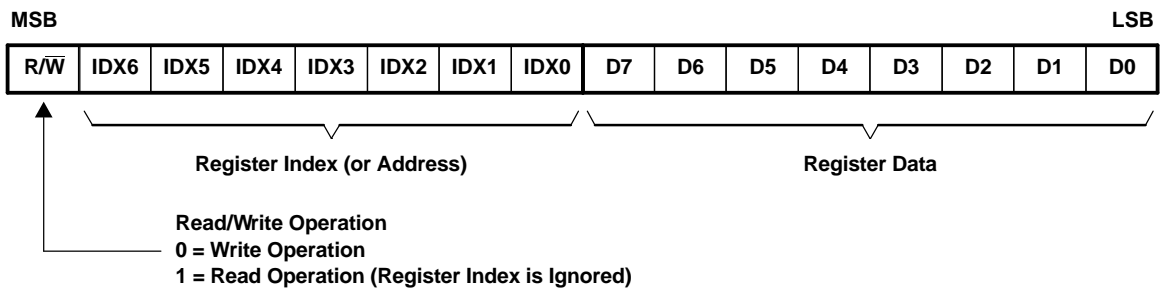 MSB LSB
R/W̅ IDX6 IDX5 IDX4 IDX3 IDX2 IDX1 IDX0 D7 D6 D5 D4 D3 D2 D1 D0
Register Index (or Address) Register Data
Read/Write Operation
0 = Write Operation
1 = Read Operation (Register Index is Ignored)